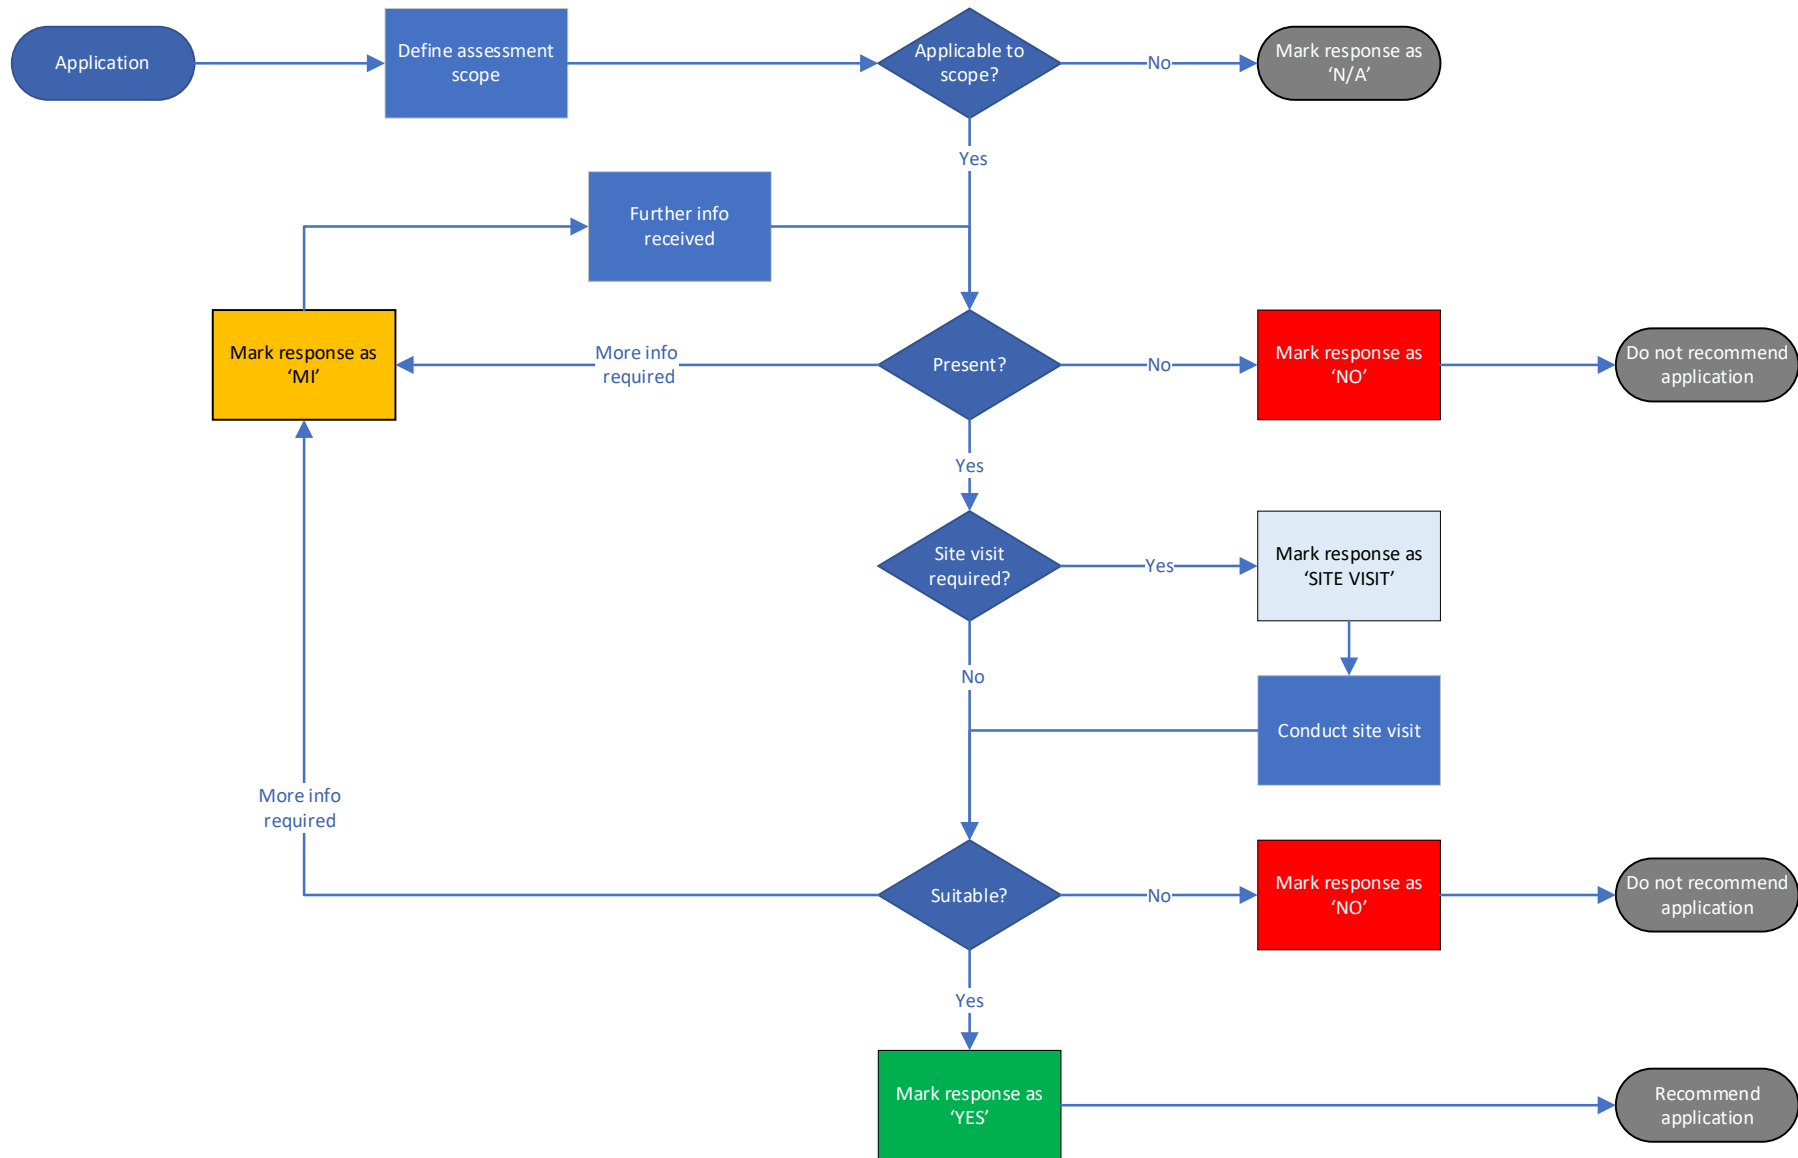 Application
Define assessment
scope
Applicable to
scope?
No
Mark response as
‘N/A’
Yes
Further info
received
Mark response as
‘MI’
More info
required
Present?
No
Mark response as
‘NO’
Do not recommend
application
Yes
Site visit
required?
Yes
Mark response as
‘SITE VISIT’
No
Conduct site visit
More info
required
Suitable?
No
Mark response as
‘NO’
Do not recommend
application
Yes
Mark response as
‘YES’
Recommend
application